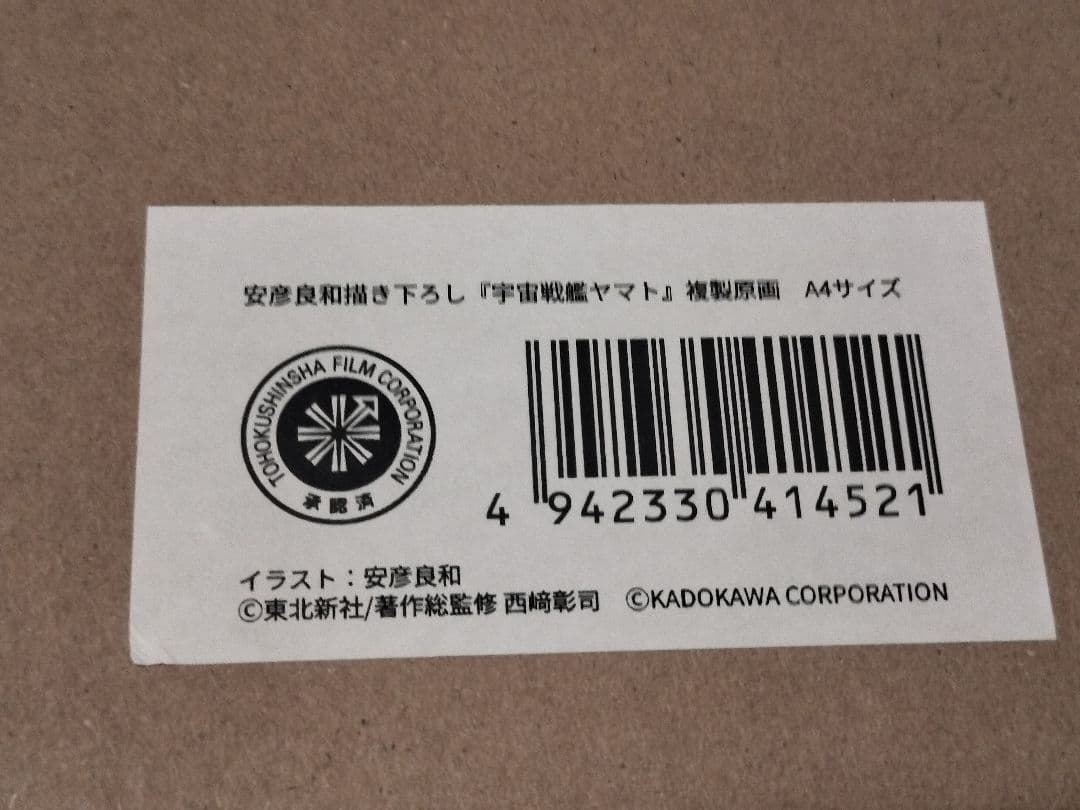 安彦良和描き下ろし『宇宙戦艦ヤマト』複製原画　A4サイズ
TOHOKUSHINSHA FILM CORPORATION
承認済
4 942330 414521
イラスト：安彦良和
©東北新社/著作総監修 西﨑彰司　©KADOKAWA CORPORATION